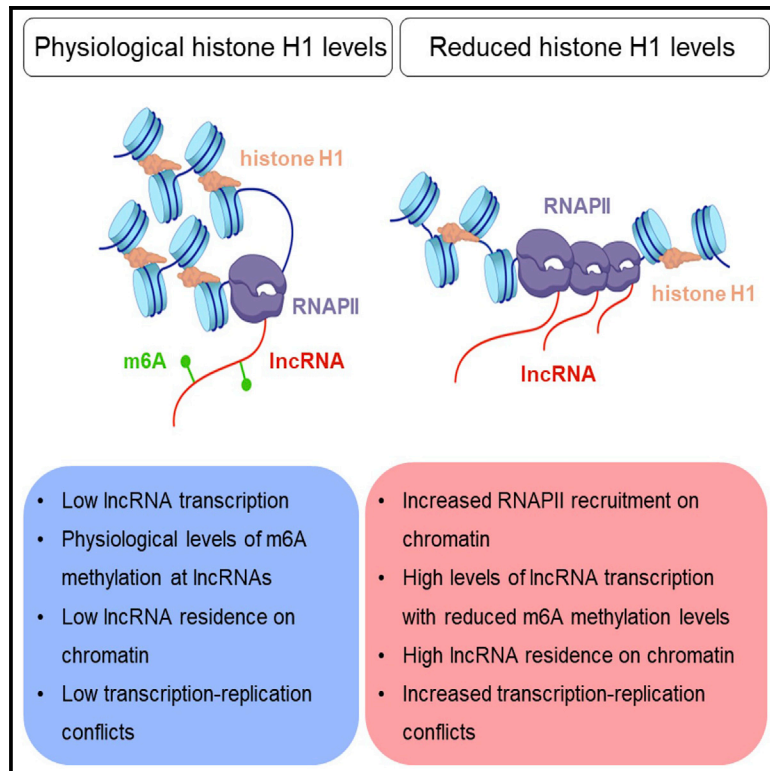 Physiological histone H1 levels
Reduced histone H1 levels
histone H1
RNAPII
m6A
lncRNA
RNAPII
histone H1
lncRNA
• Low lncRNA transcription
• Physiological levels of m6A
methylation at lncRNAs
• Low lncRNA residence on
chromatin
• Low transcription-replication
conflicts
• Increased RNAPII recruitment on
chromatin
• High levels of lncRNA transcription
with reduced m6A methylation levels
• High lncRNA residence on chromatin
• Increased transcription-replication
conflicts